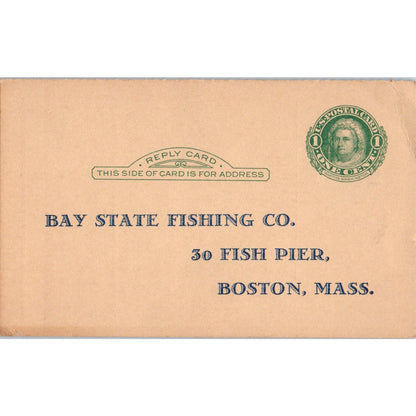 U.S. POSTAL CARD
1 1
ONE CENT
REPLY CARD
THIS SIDE OF CARD IS FOR ADDRESS
BAY STATE FISHING CO.
30 FISH PIER,
BOSTON, MASS.